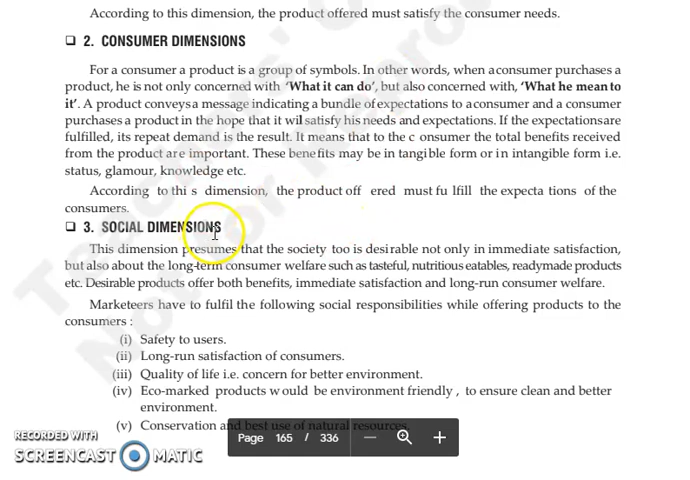 According to this dimension, the product offered must satisfy the consumer needs.
❑ 2. CONSUMER DIMENSIONS
For a consumer a product is a group of symbols. In other words, when a consumer purchases a
product, he is not only concerned with ‘What it can do’, but also concerned with, ‘What he mean to
it’. A product conveys a message indicating a bundle of expectations to a consumer and a consumer
purchases a product in the hope that it will satisfy his needs and expectations. If the expectations are
fulfilled, its repeat demand is the result. It means that to the c onsumer the total benefits received
from the product are important. These benefits may be in tangible form or in intangible form i.e.
status, glamour, knowledge etc.
According to thi s dimension, the product off ered must fu lfill the expecta tions of the
consumers.
❑ 3. SOCIAL DIMENSIONS
This dimension presumes that the society too is desirable not only in immediate satisfaction,
but also about the long-term consumer welfare such as tasteful, nutritious eatables, readymade products
etc. Desirable products offer both benefits, immediate satisfaction and long-run consumer welfare.
Marketeers have to fulfil the following social responsibilities while offering products to the
consumers :
(i) Safety to users.
(ii) Long-run satisfaction of consumers.
(iii) Quality of life i.e. concern for better environment.
(iv) Eco-marked products w ould be environment friendly , to ensure clean and better
environment.
(v) Conservation and best use of natural resources.
Page 165 / 336
RECORDED WITH
SCREENCAST MATIC